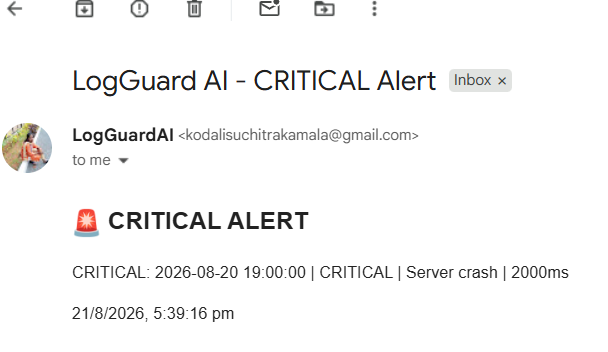 LogGuard AI - CRITICAL Alert Inbox ×
LogGuardAI <kodalisuchitrakamala@gmail.com>
to me
🚨 CRITICAL ALERT
CRITICAL: 2026-08-20 19:00:00 | CRITICAL | Server crash | 2000ms
21/8/2026, 5:39:16 pm